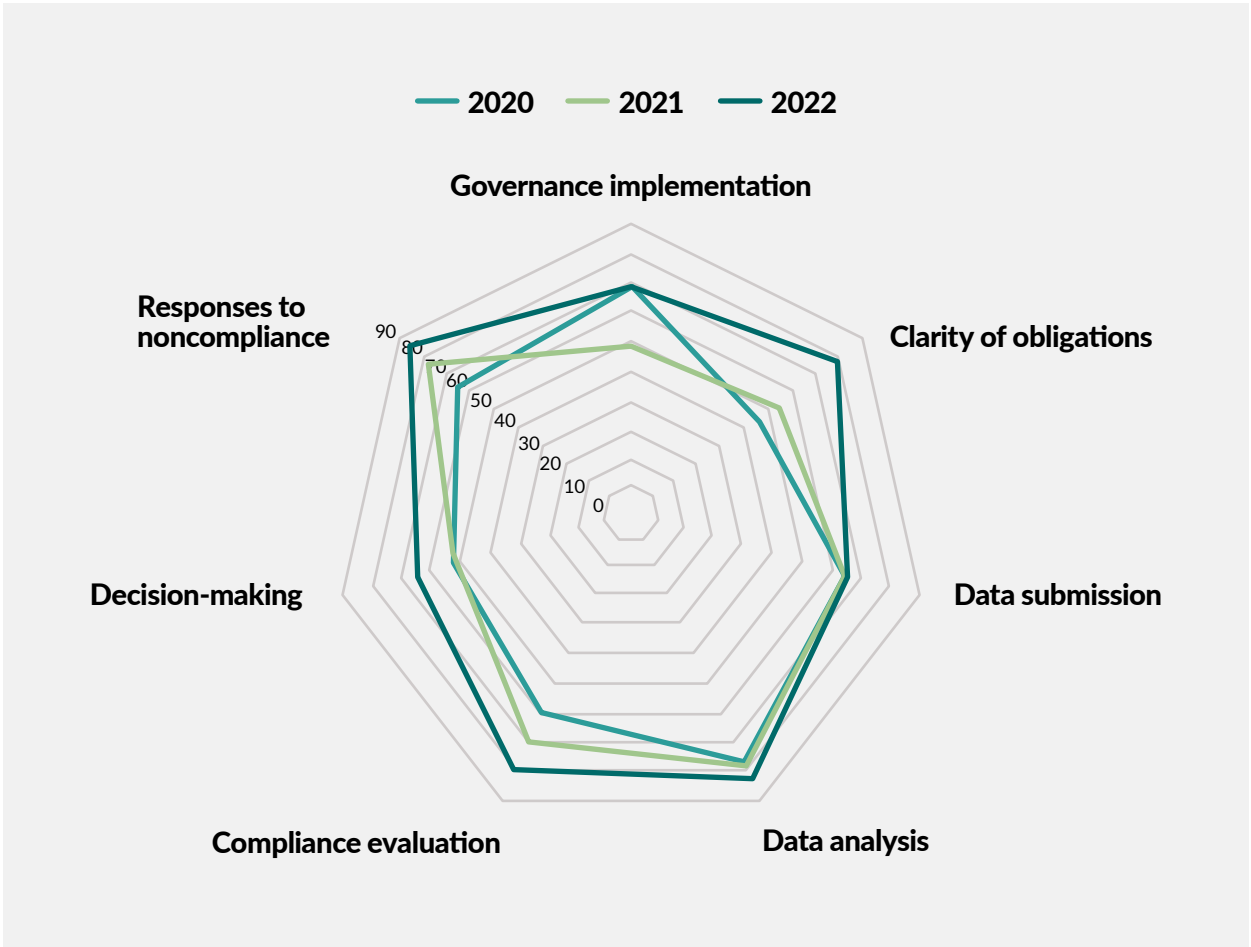 2020 2021 2022
Governance implementation
Responses to
noncompliance
Clarity of obligations
90
80
70
60
50
40
30
20
10
0
Decision-making
Data submission
Compliance evaluation
Data analysis